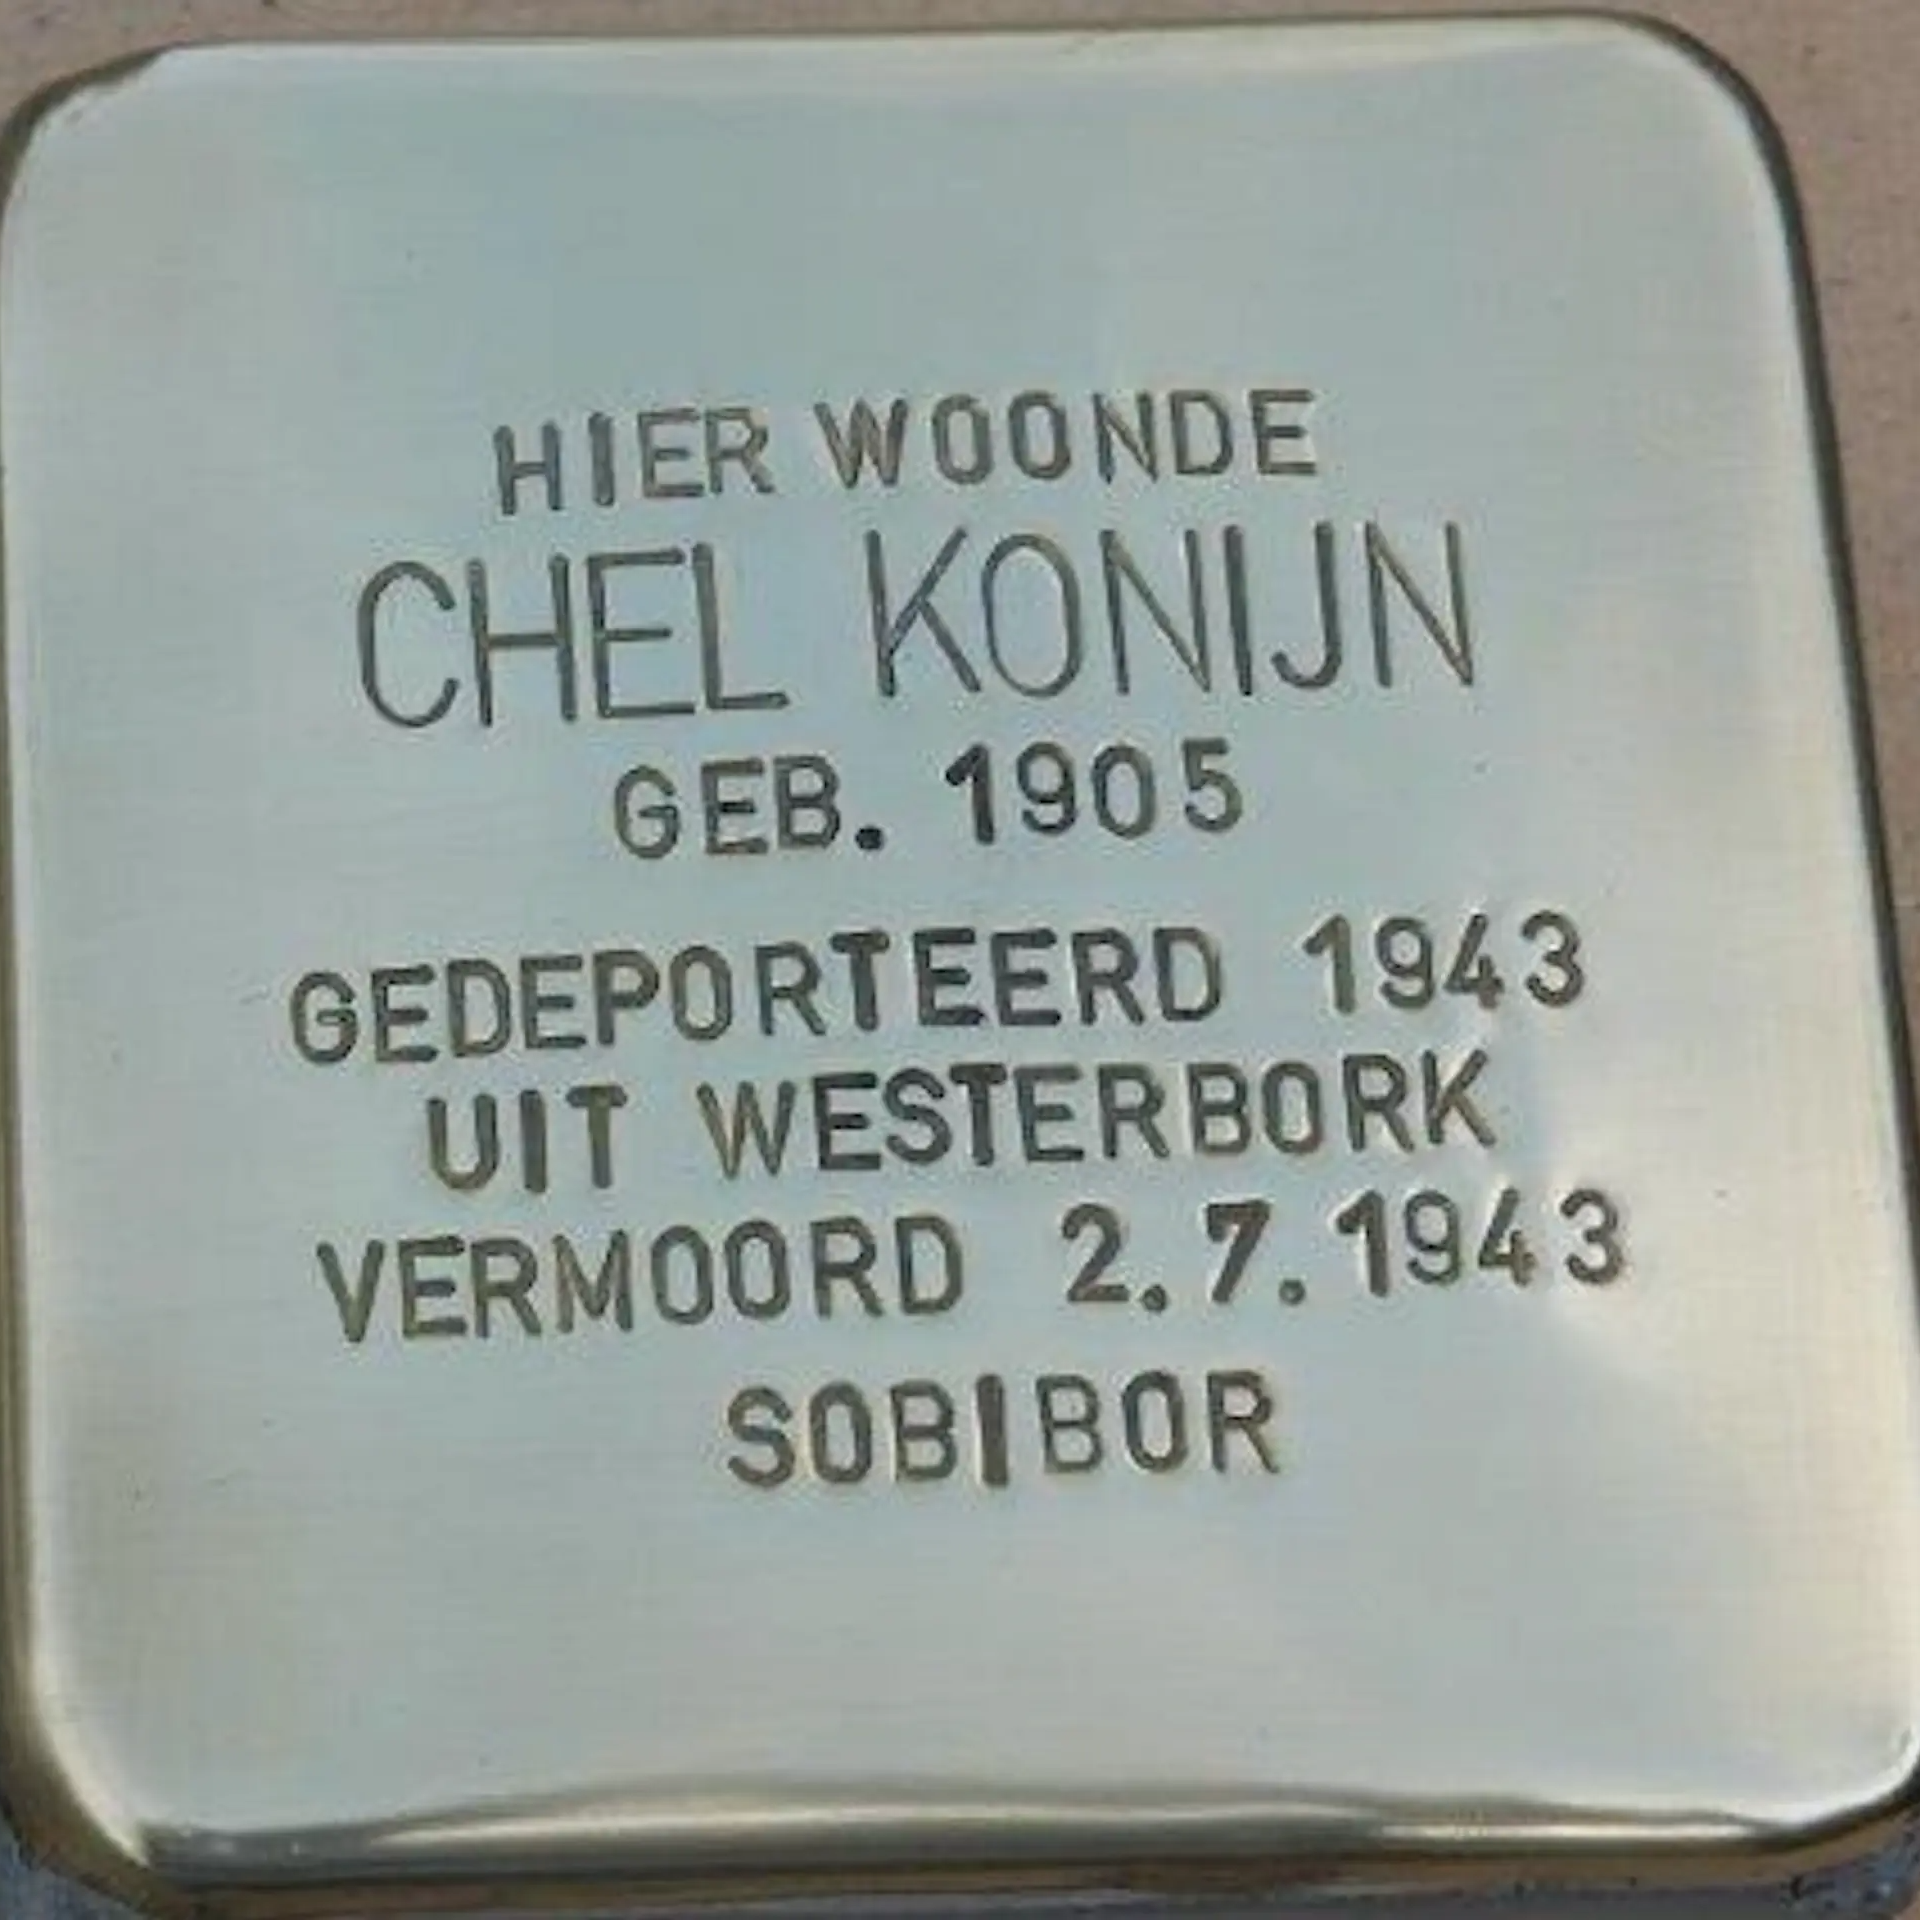 HIER WOONDE
CHEL KONIJN
GEB. 1905
GEDEPORTEERD 1943
UIT WESTERBORK
VERMOORD 2.7.1943
SOBIBOR